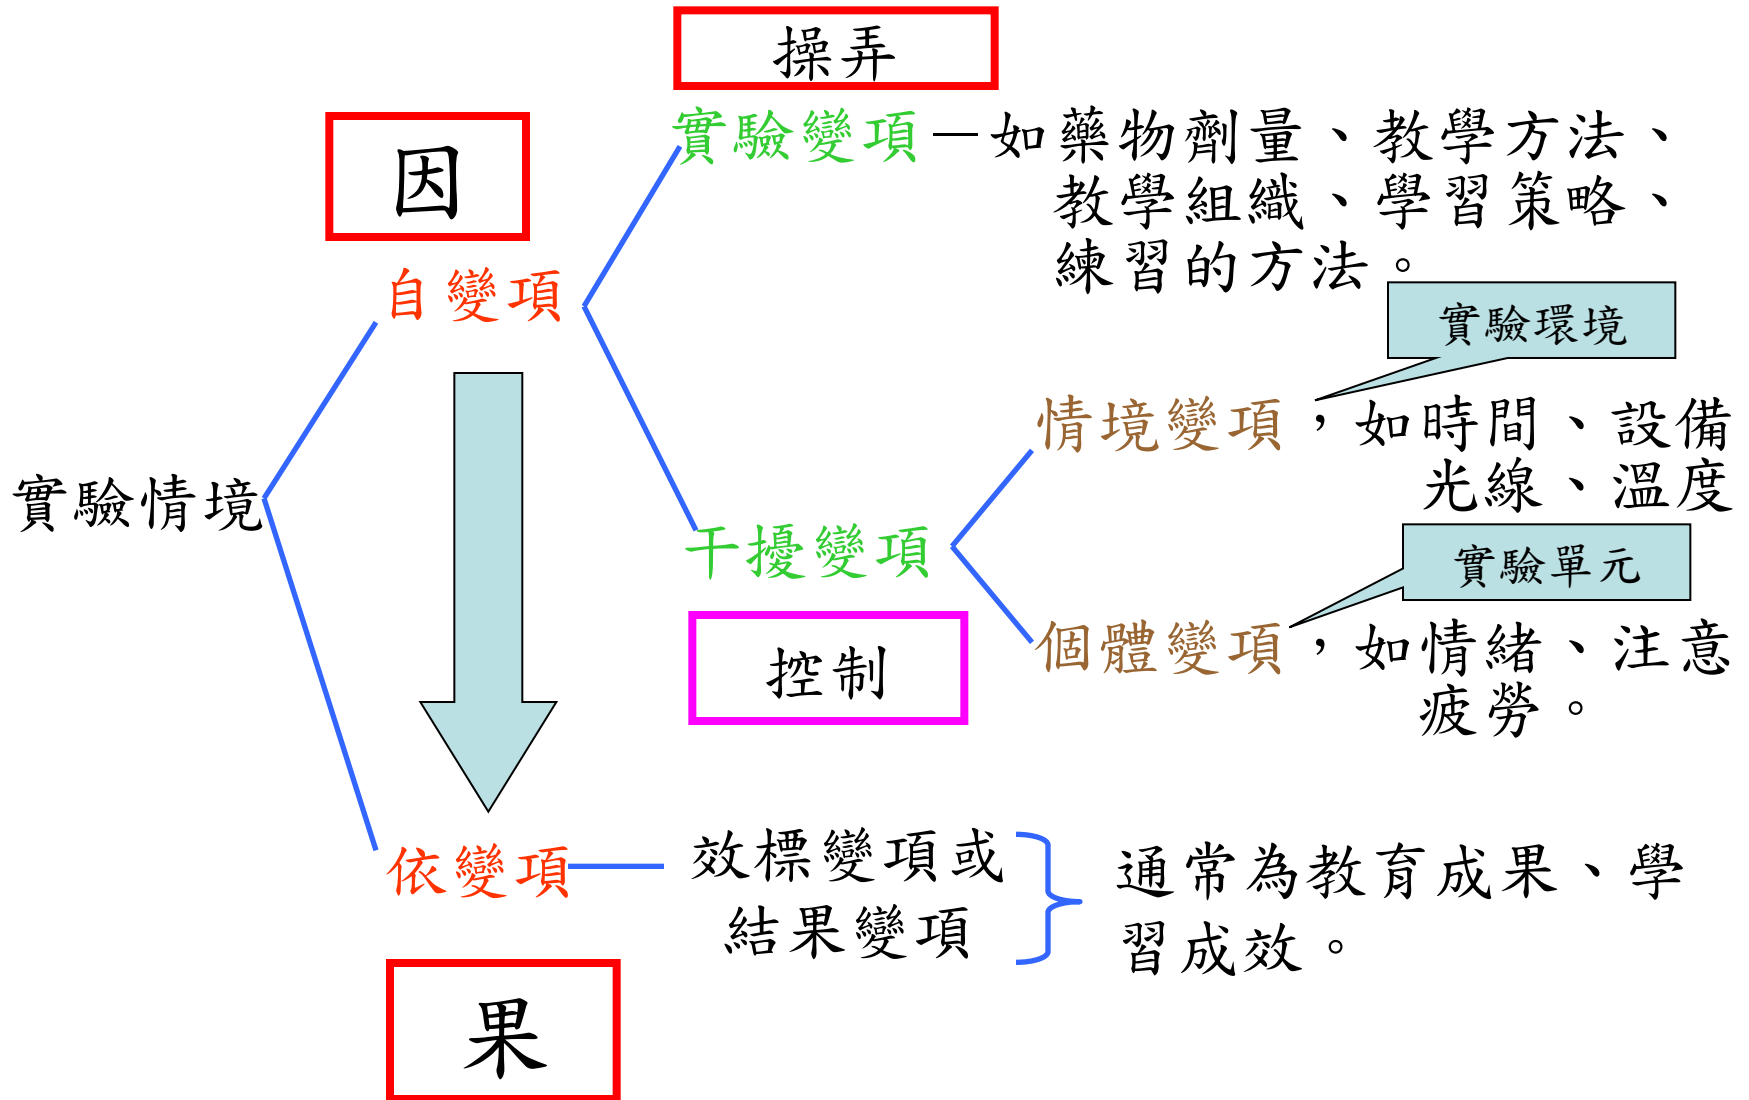 操弄
因
實驗變項－如藥物劑量、教學方法、
教學組織、學習策略、
練習的方法。
自變項
實驗環境
情境變項，如時間、設備
光線、溫度
實驗情境
干擾變項
實驗單元
控制
個體變項，如情緒、注意
疲勞。
依變項
效標變項或
結果變項
通常為教育成果、學
習成效。
果